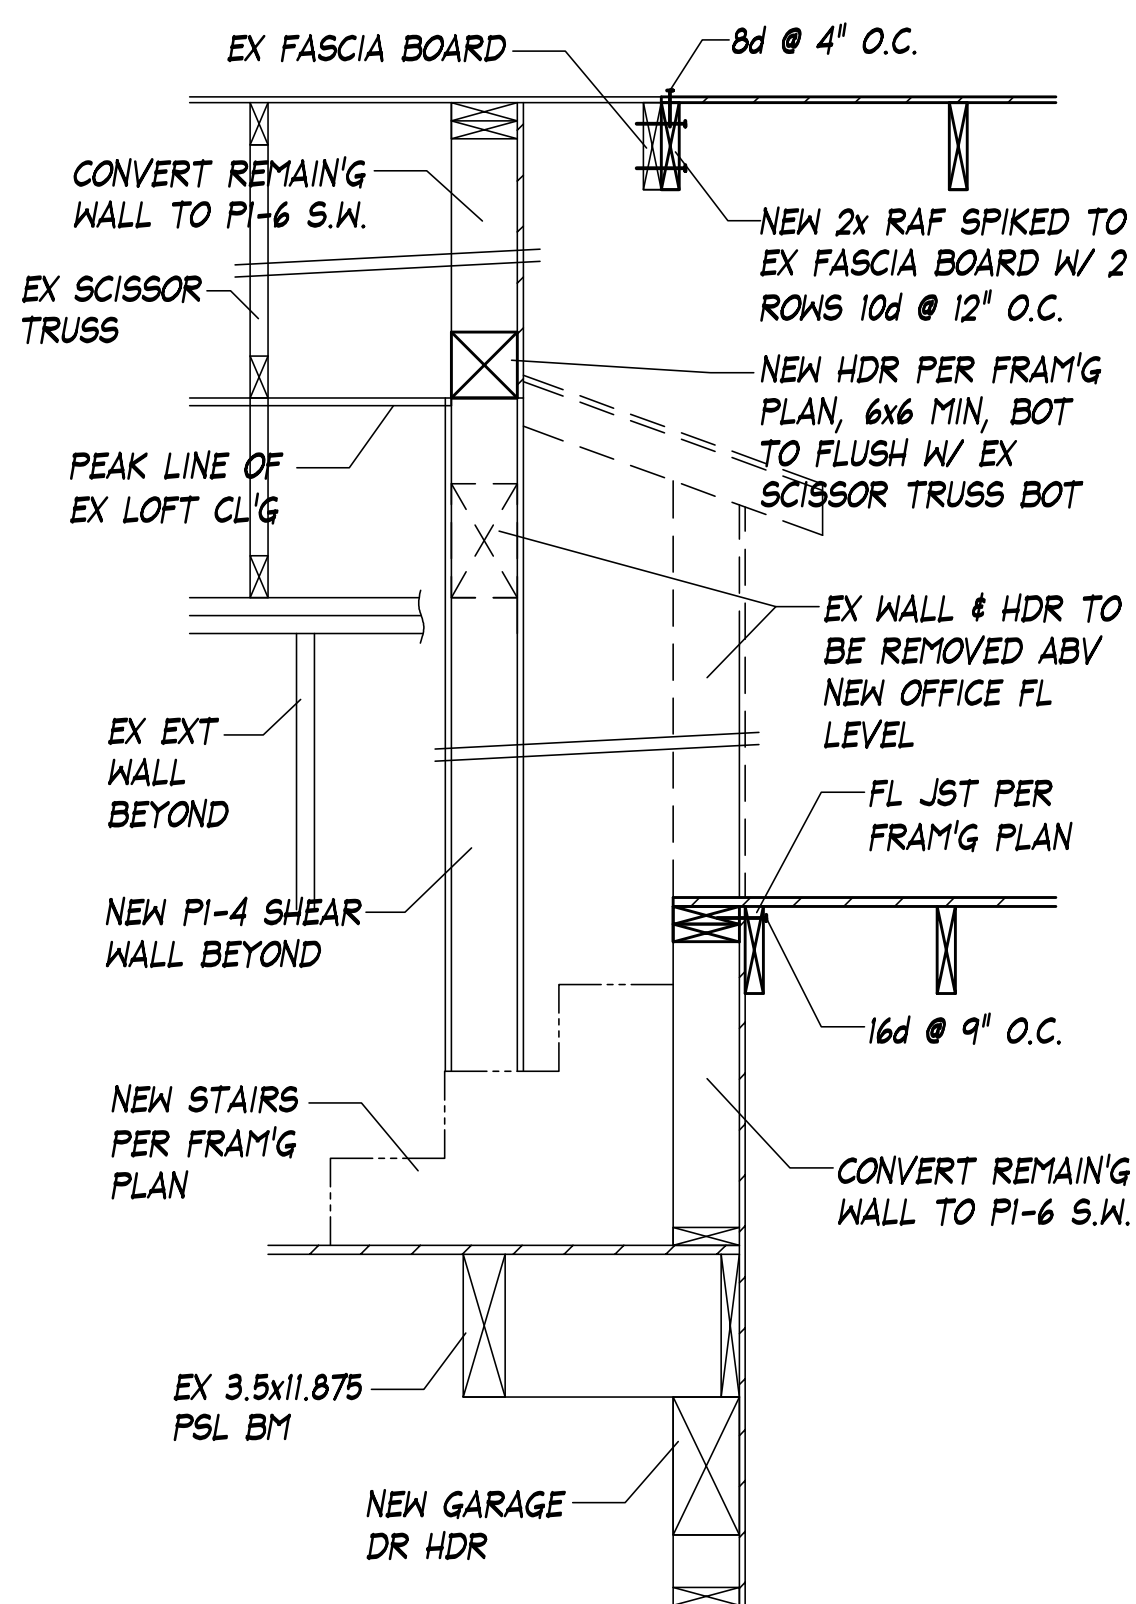 EX FASCIA BOARD
8d @ 4" O.C.
CONVERT REMAIN'G
WALL TO P1-6 S.W.
NEW 2x RAF SPIKED TO
EX FASCIA BOARD W/ 2
ROWS 10d @ 12" O.C.
EX SCISSOR
TRUSS
NEW HDR PER FRAM'G
PLAN, 6x6 MIN, BOT
TO FLUSH W/ EX
SCISSOR TRUSS BOT
PEAK LINE OF
EX LOFT CL'G
EX WALL & HDR TO
BE REMOVED ABV
NEW OFFICE FL
LEVEL
EX EXT
WALL
BEYOND
FL JST PER
FRAM'G PLAN
NEW P1-4 SHEAR
WALL BEYOND
16d @ 9" O.C.
NEW STAIRS
PER FRAM'G
PLAN
CONVERT REMAIN'G
WALL TO P1-6 S.W.
EX 3.5x11.875
PSL BM
NEW GARAGE
DR HDR